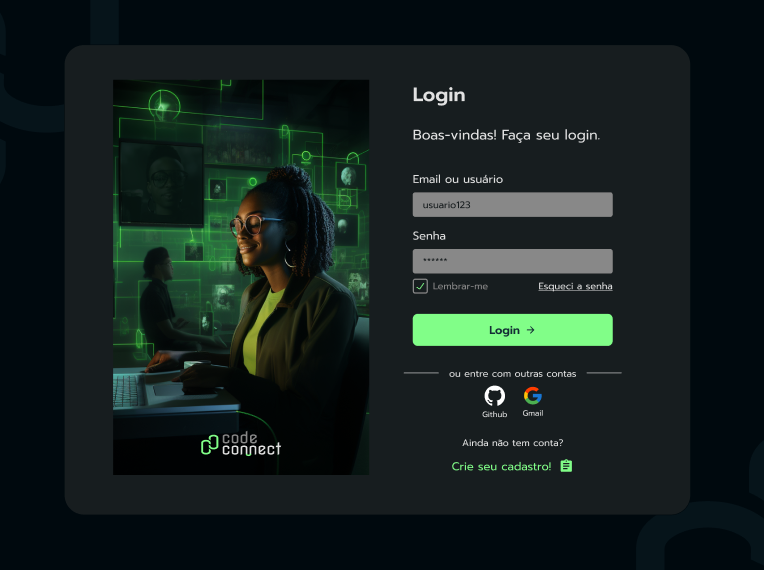 Login
Boas-vindas! Faça seu login.
Email ou usuário
usuario123
Senha
******
Lembrar-me
Esqueci a senha
Login →
ou entre com outras contas
Github
Gmail
Ainda não tem conta?
Crie seu cadastro!
code
connect